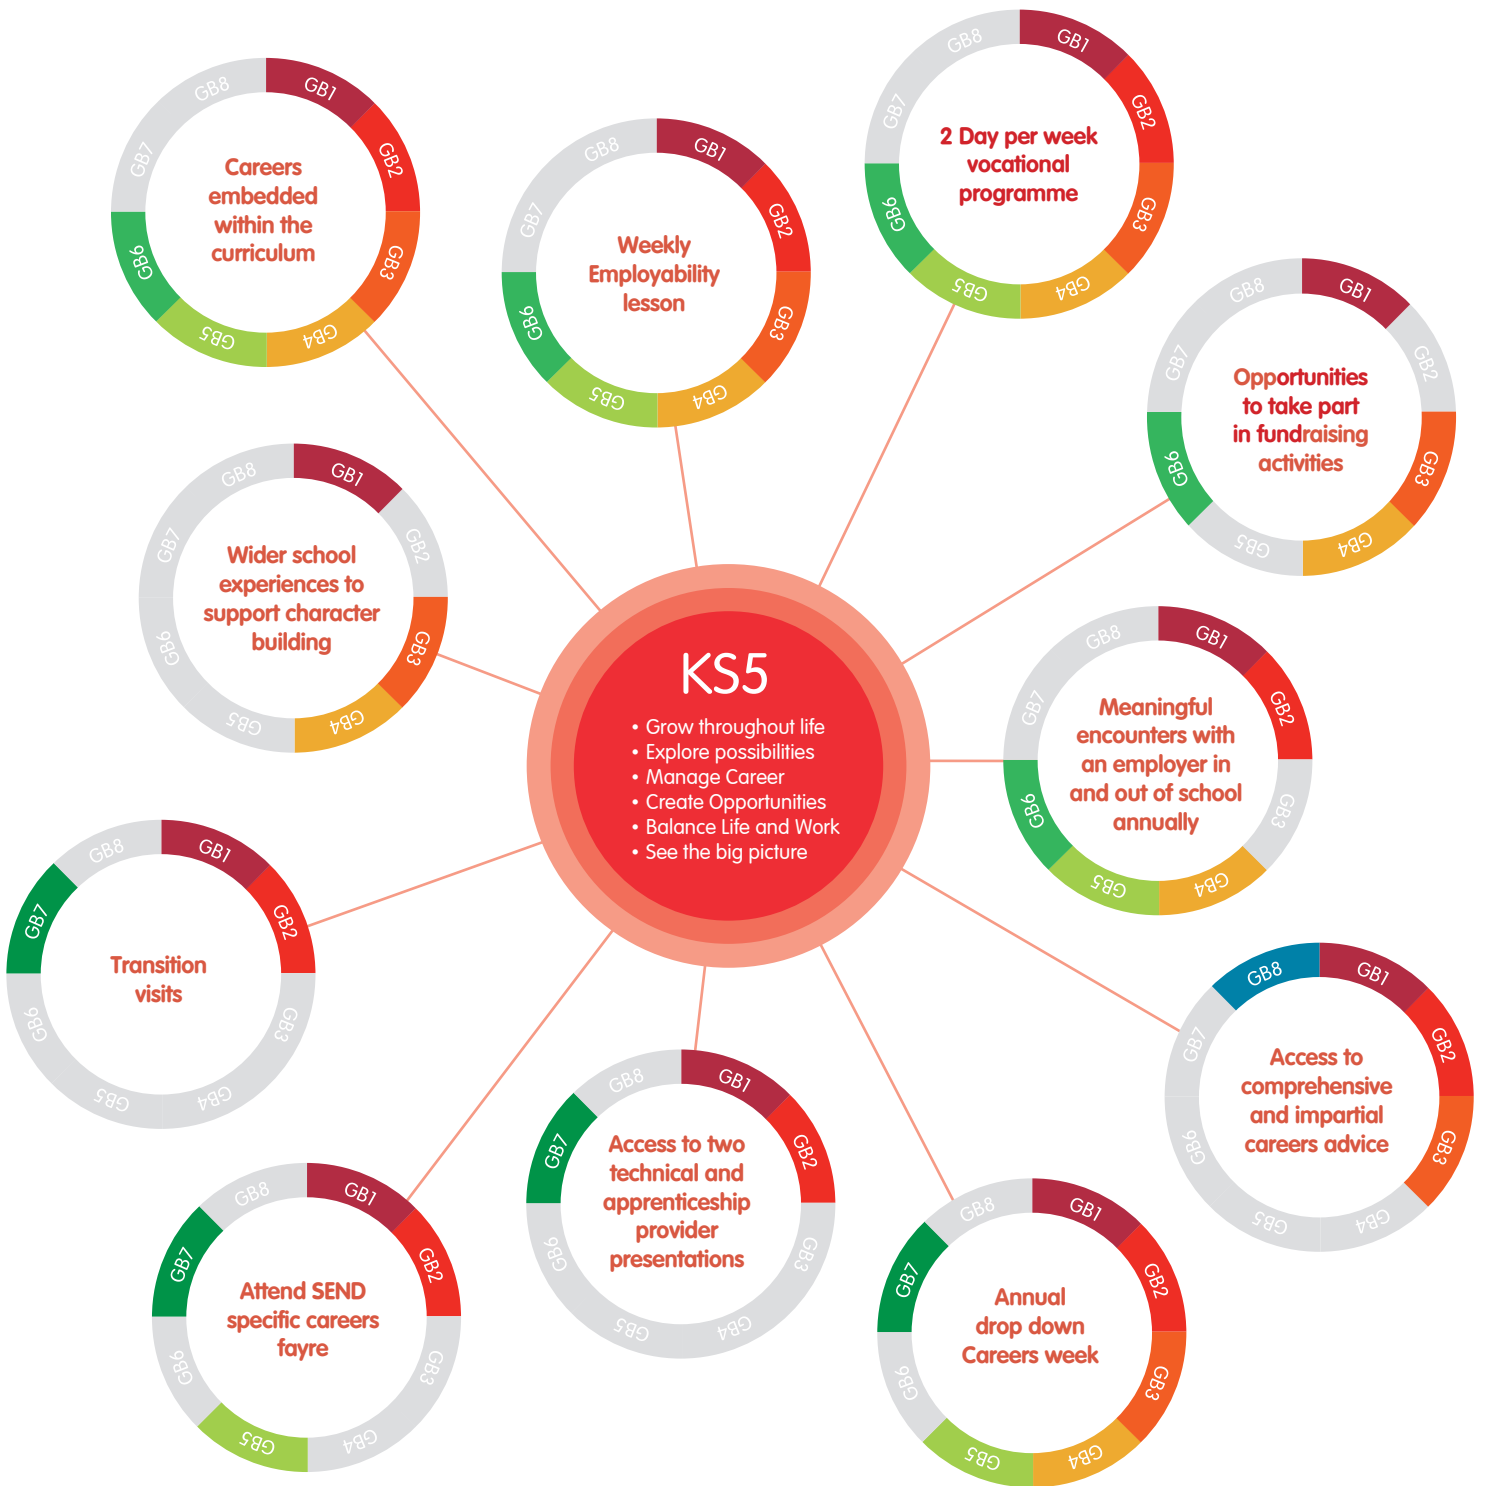 GB1
GB2
GB3
GB4
GB5
GB6
GB7
GB8
Careers
embedded
within the
curriculum
GB1
GB2
GB3
GB4
GB5
GB6
GB7
GB8
Weekly
Employability
lesson
GB1
GB2
GB3
GB4
GB5
GB6
GB7
GB8
2 Day per week
vocational
programme
GB1
GB2
GB3
GB4
GB5
GB6
GB7
GB8
Opportunities
to take part
in fundraising
activities
GB1
GB2
GB3
GB4
GB5
GB6
GB7
GB8
Wider school
experiences to
support character
building
KS5
• Grow throughout life
• Explore possibilities
• Manage Career
• Create Opportunities
• Balance Life and Work
• See the big picture
GB1
GB2
GB3
GB4
GB5
GB6
GB7
GB8
Meaningful
encounters with
an employer in
and out of school
annually
GB1
GB2
GB3
GB4
GB5
GB6
GB7
GB8
Transition
visits
GB1
GB2
GB3
GB4
GB5
GB6
GB7
GB8
Access to
comprehensive
and impartial
careers advice
GB1
GB2
GB3
GB4
GB5
GB6
GB7
GB8
Access to two
technical and
apprenticeship
provider
presentations
GB1
GB2
GB3
GB4
GB5
GB6
GB7
GB8
Attend SEND
specific careers
fayre
GB1
GB2
GB3
GB4
GB5
GB6
GB7
GB8
Annual
drop down
Careers week